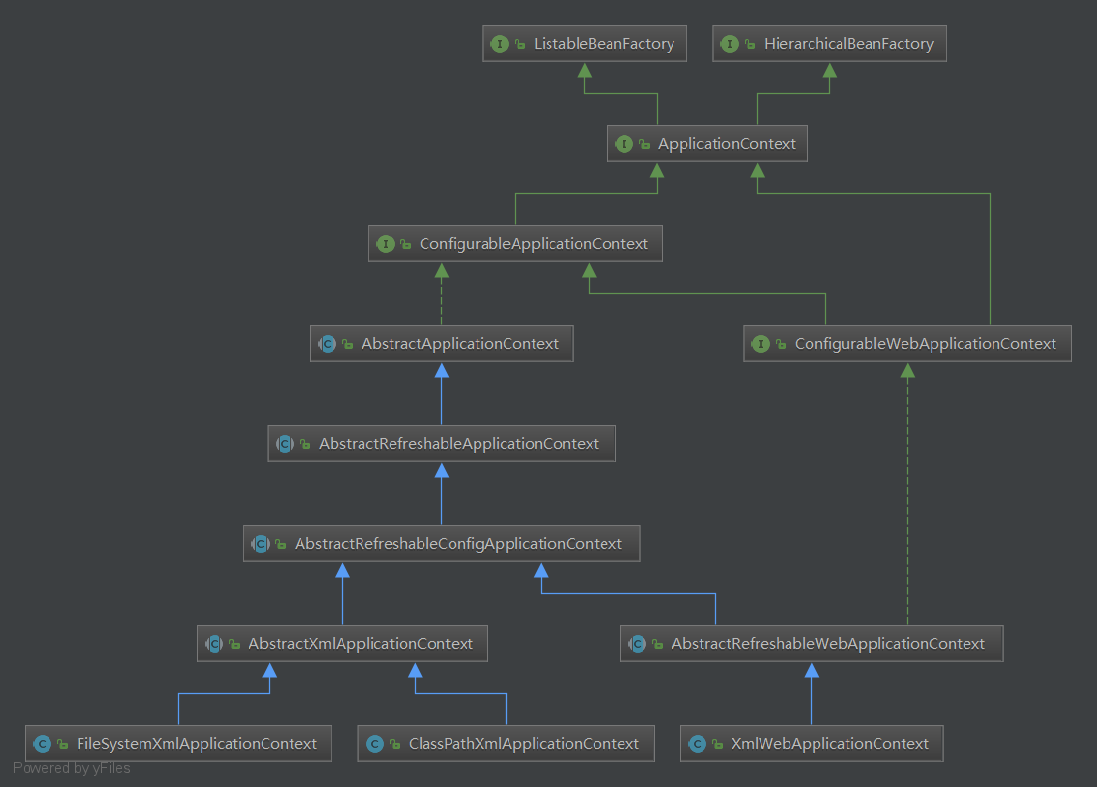 ListableBeanFactory
HierarchicalBeanFactory
ApplicationContext
ConfigurableApplicationContext
AbstractApplicationContext
ConfigurableWebApplicationContext
AbstractRefreshableApplicationContext
AbstractRefreshableConfigApplicationContext
AbstractXmlApplicationContext
AbstractRefreshableWebApplicationContext
FileSystemXmlApplicationContext
ClassPathXmlApplicationContext
XmlWebApplicationContext
Powered by yFiles